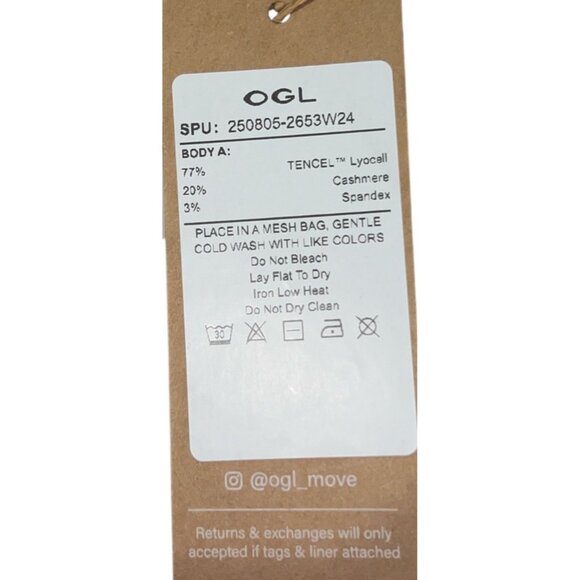 OGL
SPU: 250805-2653W24
BODY A:
77% TENCEL™ Lyocell
20% Cashmere
3% Spandex
PLACE IN A MESH BAG, GENTLE
COLD WASH WITH LIKE COLORS
Do Not Bleach
Lay Flat To Dry
Iron Low Heat
Do Not Dry Clean
30
@ogl_move
Returns & exchanges will only
accepted if tags & liner attached